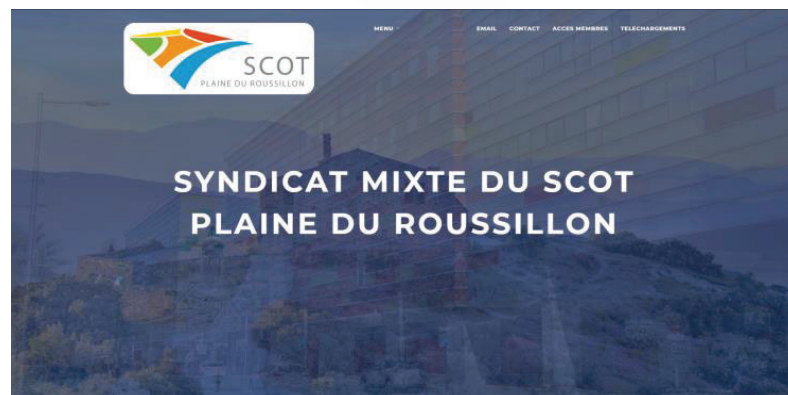 MENU
EMAIL CONTACT ACCES MEMBRES TELECHARGEMENTS
SCOT
PLAINE DU ROUSSILLON
SYNDICAT MIXTE DU SCOT
PLAINE DU ROUSSILLON